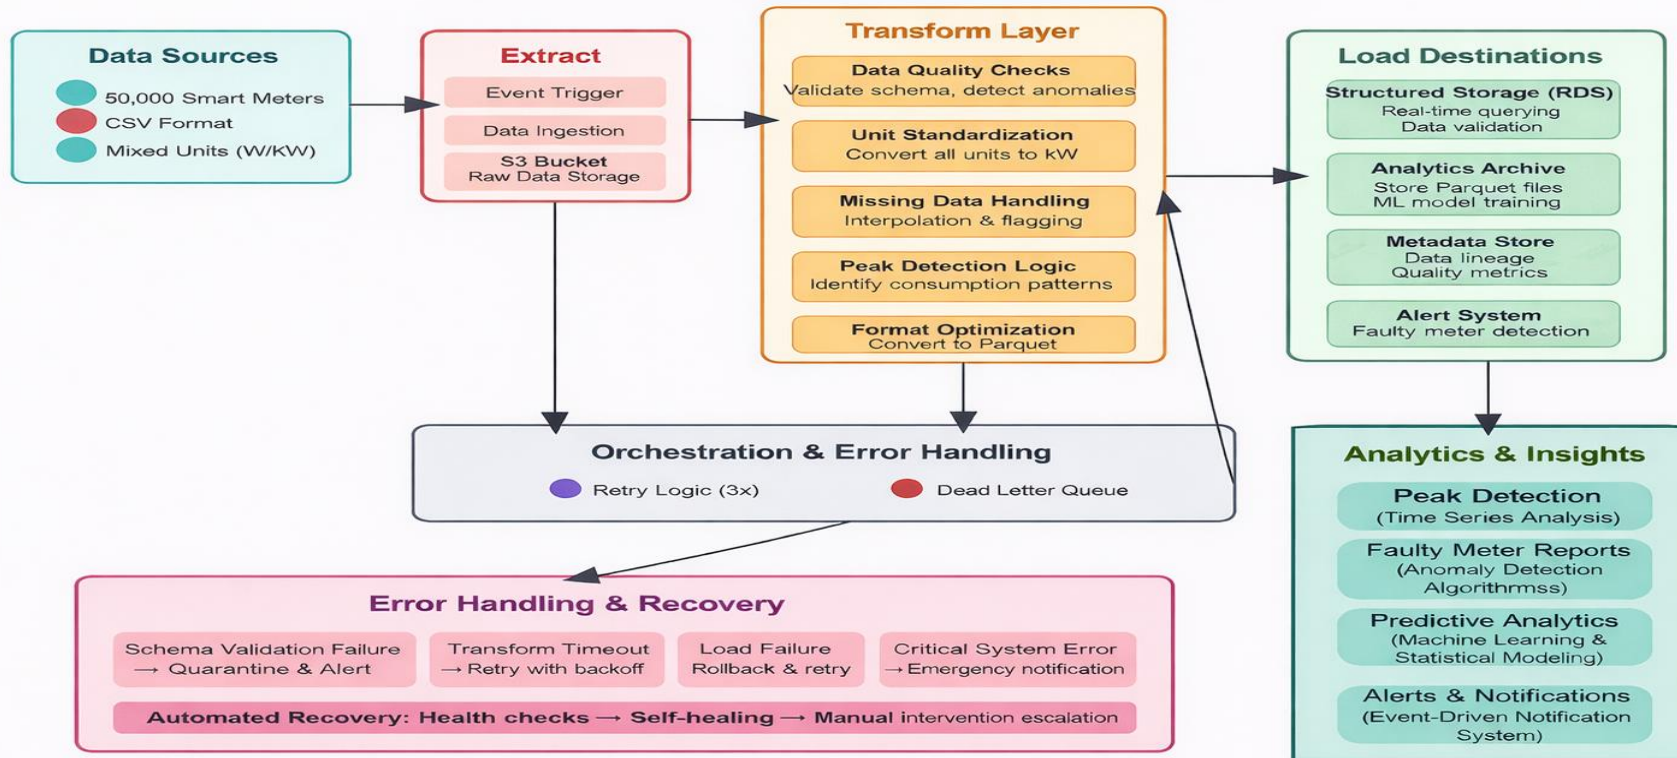 Data Sources
50,000 Smart Meters
CSV Format
Mixed Units (W/KW)
Extract
Event Trigger
Data Ingestion
S3 Bucket
Raw Data Storage
Transform Layer
Data Quality Checks
Validate schema, detect anomalies
Unit Standardization
Convert all units to kW
Missing Data Handling
Interpolation & flagging
Peak Detection Logic
Identify consumption patterns
Format Optimization
Convert to Parquet
Load Destinations
Structured Storage (RDS)
Real-time querying
Data validation
Analytics Archive
Store Parquet files
ML model training
Metadata Store
Data lineage
Quality metrics
Alert System
Faulty meter detection
Orchestration & Error Handling
Retry Logic (3x)
Dead Letter Queue
Error Handling & Recovery
Schema Validation Failure
→ Quarantine & Alert
Transform Timeout
→ Retry with backoff
Load Failure
Rollback & retry
Critical System Error
→ Emergency notification
Automated Recovery: Health checks → Self-healing → Manual intervention escalation
Analytics & Insights
Peak Detection
(Time Series Analysis)
Faulty Meter Reports
(Anomaly Detection
Algorithrmss)
Predictive Analytics
(Machine Learning &
Statistical Modeling)
Alerts & Notifications
(Event-Driven Notification
System)